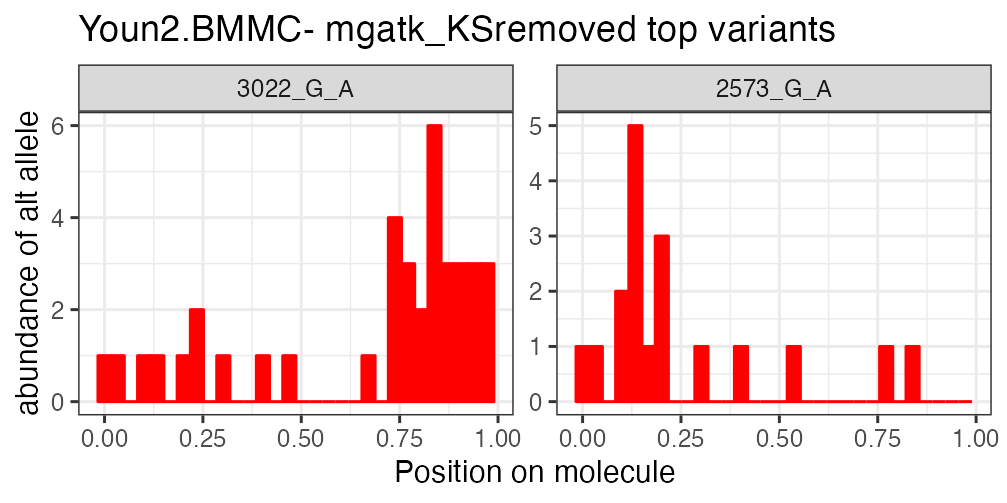 Youn2.BMMC- mgatk_KSremoved top variants
3022_G_A
2573_G_A
abundance of alt allele
6
4
2
0
5
4
3
2
1
0
0.00 0.25 0.50 0.75 1.00
0.00 0.25 0.50 0.75 1.00
Position on molecule